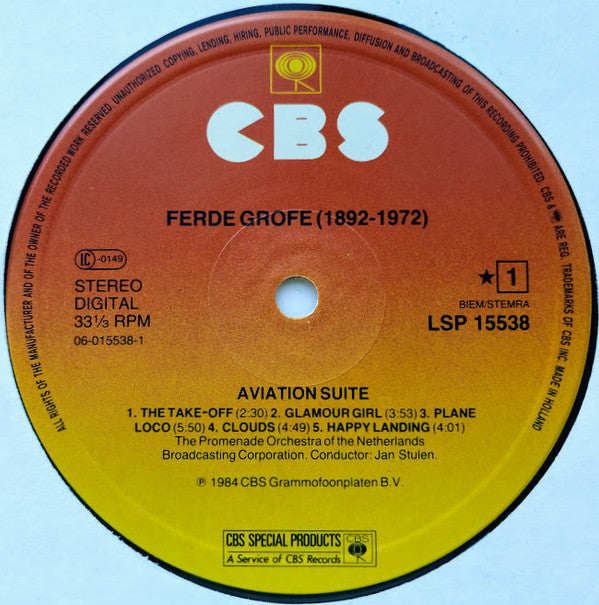 ALL RIGHTS OF THE MANUFACTURER AND OF THE OWNER OF THE RECORDED WORK RESERVED. UNAUTHORIZED COPYING, LENDING, HIRING, PUBLIC PERFORMANCE, DIFFUSION AND BROADCASTING OF THIS RECORDING PROHIBITED. CBS & ARE REG. TRADEMARKS OF CBS INC. MADE IN HOLLAND
CBS
FERDE GROFE (1892-1972)
IC -0149
STEREO
DIGITAL
33⅓ RPM
06-015538-1
★ 1
BIEM/STEMRA
LSP 15538
AVIATION SUITE
1. THE TAKE-OFF (2:30) 2. GLAMOUR GIRL (3:53) 3. PLANE
LOCO (5:50) 4. CLOUDS (4:49) 5. HAPPY LANDING (4:01)
The Promenade Orchestra of the Netherlands
Broadcasting Corporation. Conductor: Jan Stulen.
℗ 1984 CBS Grammofoonplaten B.V.
CBS SPECIAL PRODUCTS
A Service of CBS Records
CBS